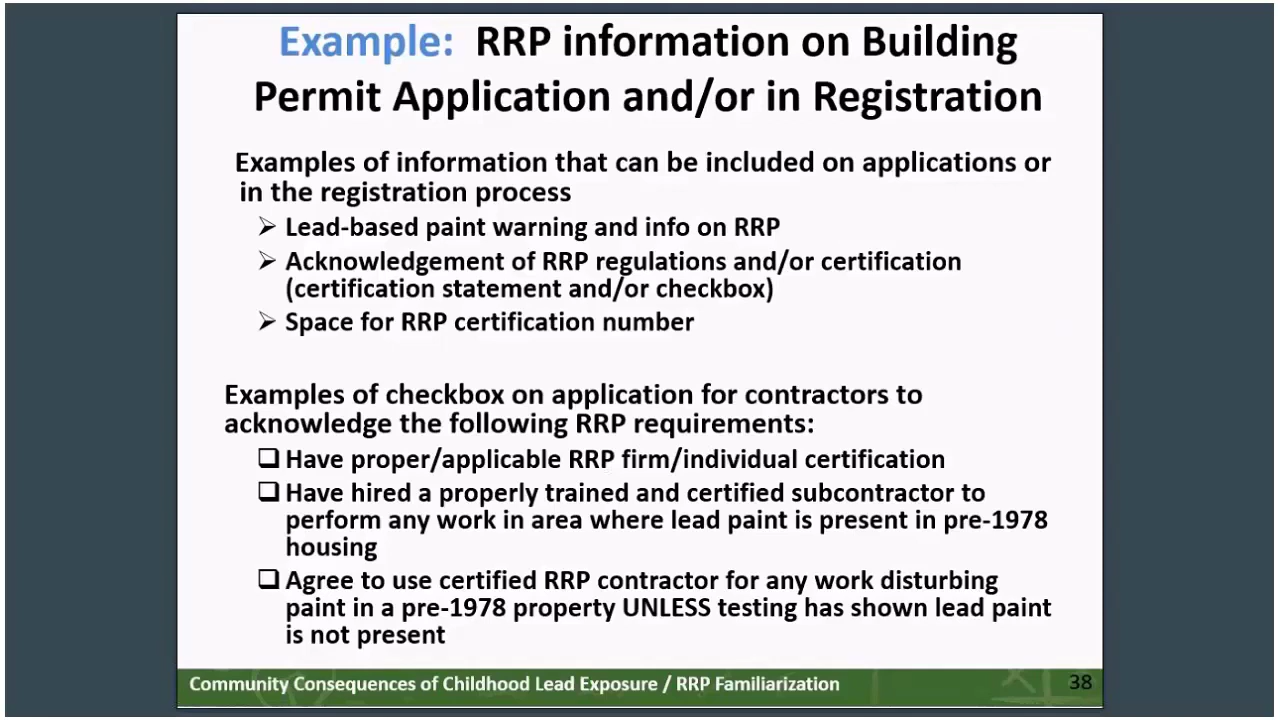 Example: RRP information on Building
Permit Application and/or in Registration
Examples of information that can be included on applications or
in the registration process
➢ Lead-based paint warning and info on RRP
➢ Acknowledgement of RRP regulations and/or certification
(certification statement and/or checkbox)
➢ Space for RRP certification number
Examples of checkbox on application for contractors to
acknowledge the following RRP requirements:
❑ Have proper/applicable RRP firm/individual certification
❑ Have hired a properly trained and certified subcontractor to
perform any work in area where lead paint is present in pre-1978
housing
❑ Agree to use certified RRP contractor for any work disturbing
paint in a pre-1978 property UNLESS testing has shown lead paint
is not present
Community Consequences of Childhood Lead Exposure / RRP Familiarization 38